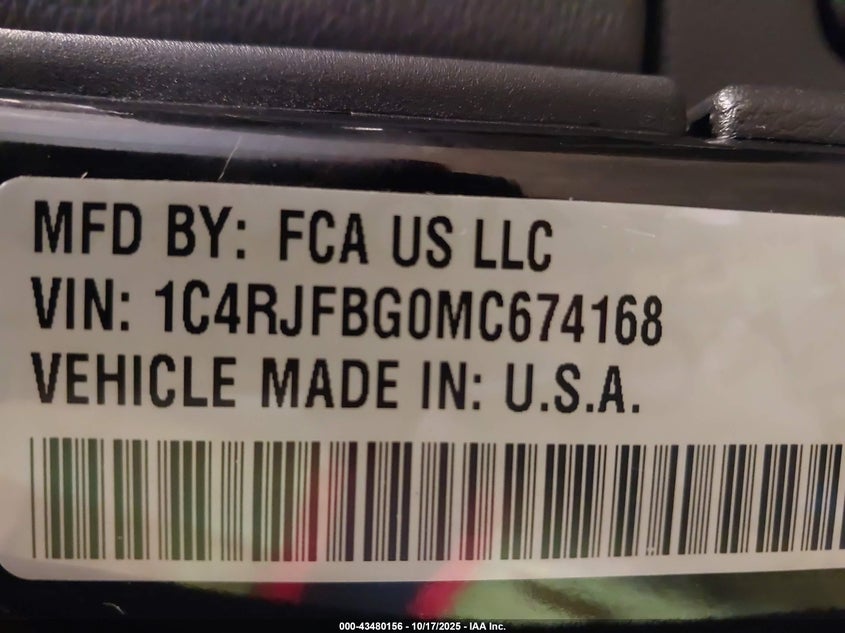 MFD BY: FCA US LLC
VIN: 1C4RJFBG0MC674168
VEHICLE MADE IN: U.S.A.
000-43480156 - 10/17/2025 - IAA Inc.